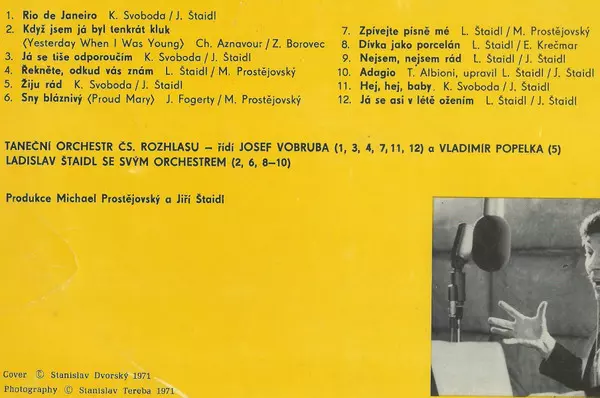 1. Rio de Janeiro K. Svoboda / J. Štaidl
2. Když jsem já byl tenkrát kluk
(Yesterday When I Was Young) Ch. Aznavour / Z. Borovec
3. Já se tiše odporoučím K. Svoboda / J. Štaidl
4. Řekněte, odkud vás znám L. Štaidl / M. Prostějovský
5. Žiju rád K. Svoboda / J. Štaidl
6. Sny bláznivý (Proud Mary) J. Fogerty / M. Prostějovský
7. Zpívejte písně mé L. Štaidl / M. Prostějovský
8. Dívka jako porcelán L. Štaidl / E. Krečmar
9. Nejsem, nejsem rád L. Štaidl / J. Štaidl
10. Adagio T. Albioni, upravil L. Štaidl / J. Štaidl
11. Hej, hej, baby K. Svoboda / J. Štaidl
12. Já se asi v létě ožením L. Štaidl / J. Štaidl
TANEČNÍ ORCHESTR ČS. ROZHLASU – řídí JOSEF VOBRUBA (1, 3, 4, 7, 11, 12) a VLADIMÍR POPELKA (5)
LADISLAV ŠTAIDL SE SVÝM ORCHESTREM (2, 6, 8–10)
Produkce Michael Prostějovský a Jiří Štaidl
Cover © Stanislav Dvorský 1971
Photography © Stanislav Tereba 1971